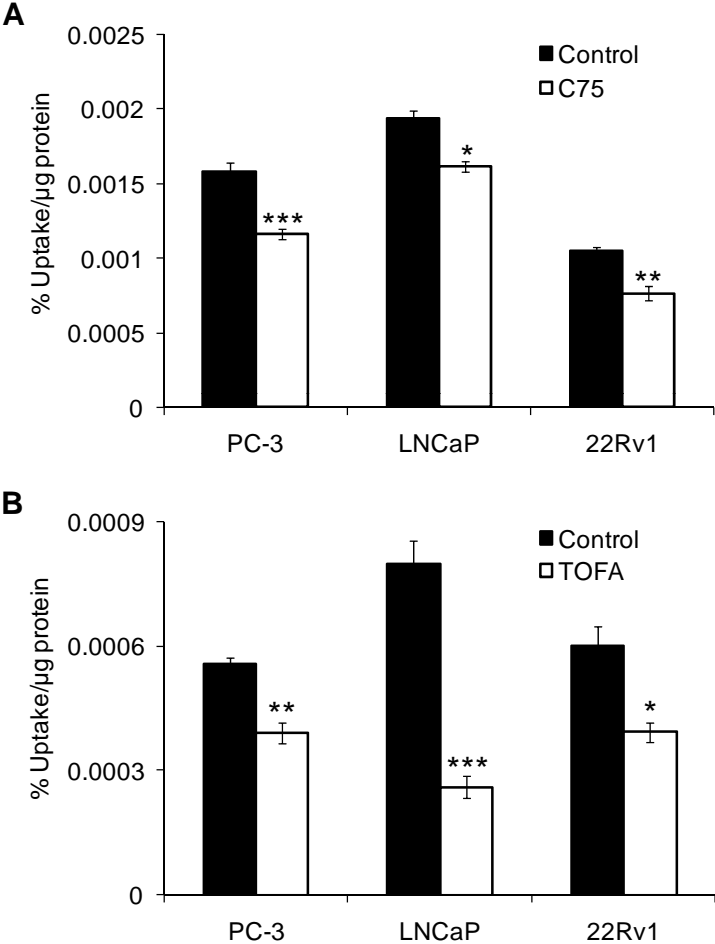 A
% Uptake/µg protein
0.0025
0.002
0.0015
0.001
0.0005
0
Control
C75
***
*
**
PC-3
LNCaP
22Rv1
B
% Uptake/µg protein
0.0009
0.0006
0.0003
0
Control
TOFA
**
***
*
PC-3
LNCaP
22Rv1